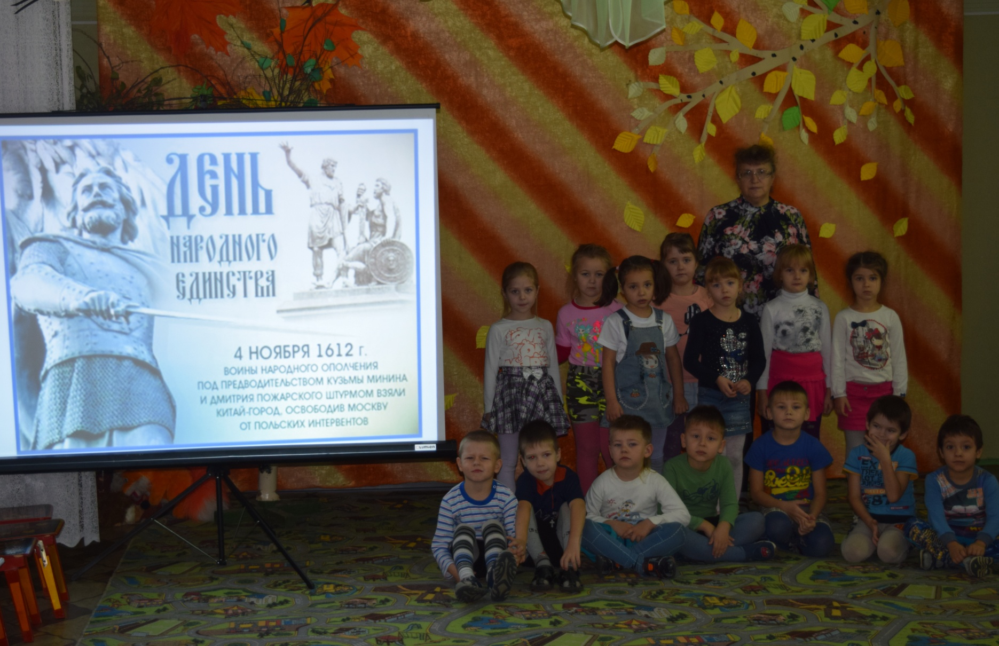 ДЕНЬ
НАРОДНОГО
ЕДИНСТВА
4 НОЯБРЯ 1612 г.
ВОИНЫ НАРОДНОГО ОПОЛЧЕНИЯ
ПОД ПРЕДВОДИТЕЛЬСТВОМ КУЗЬМЫ МИНИНА
И ДМИТРИЯ ПОЖАРСКОГО ШТУРМОМ ВЗЯЛИ
КИТАЙ-ГОРОД, ОСВОБОДИВ МОСКВУ
ОТ ПОЛЬСКИХ ИНТЕРВЕНТОВ
Lumien